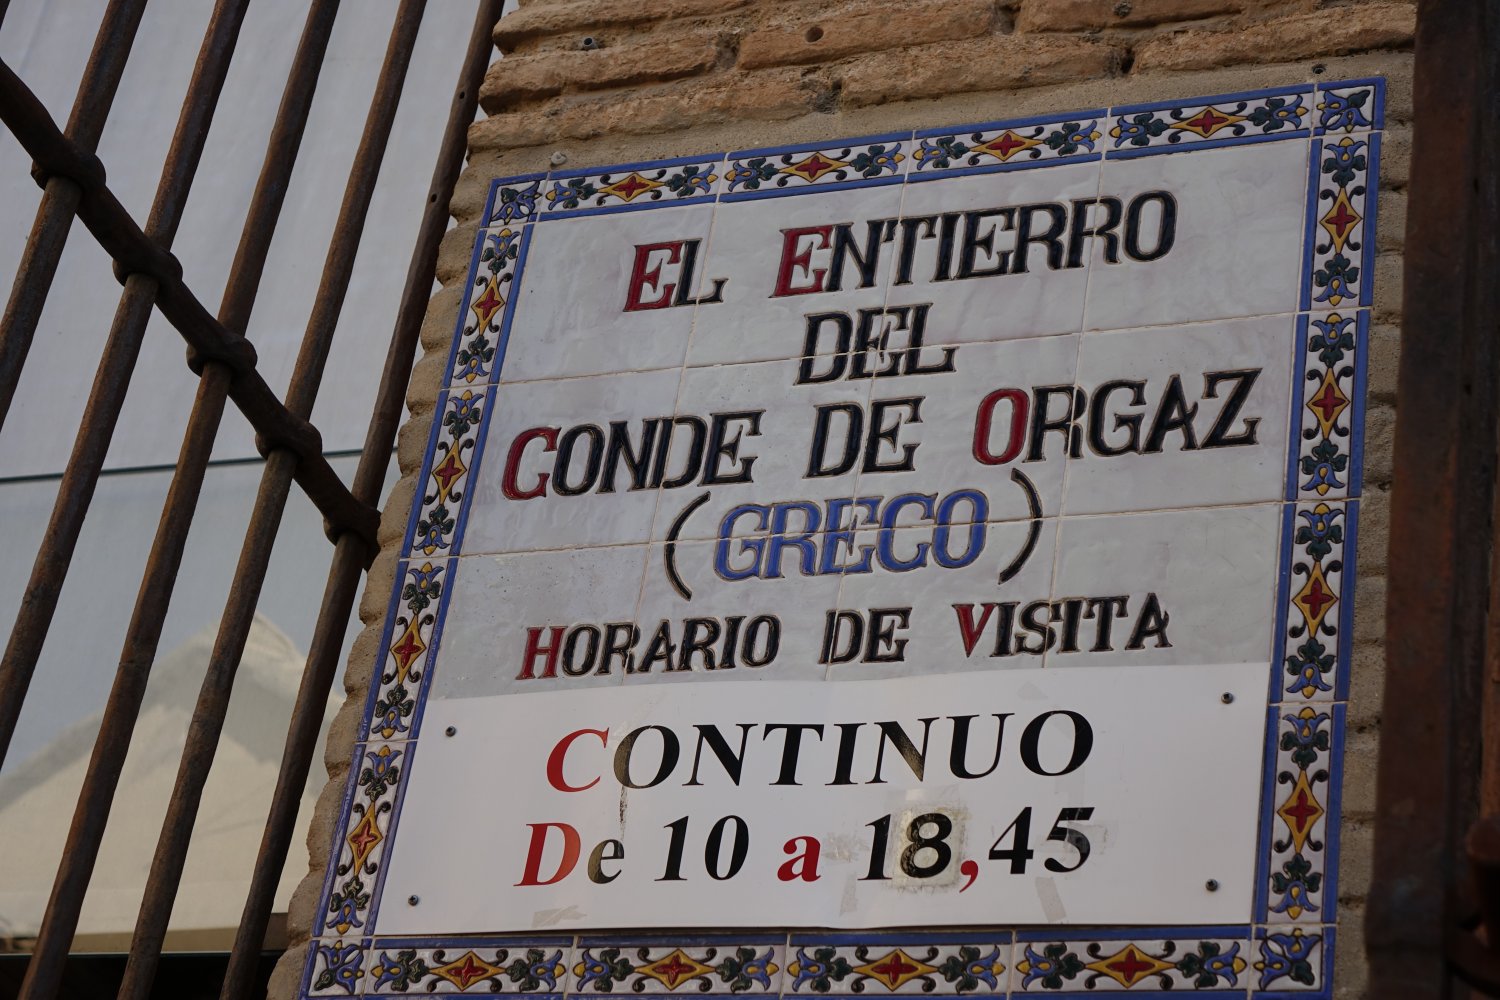 EL ENTIERRO
DEL
CONDE DE ORGAZ
(GRECO)
HORARIO DE VISITA
CONTINUO
De 10 a 18,45